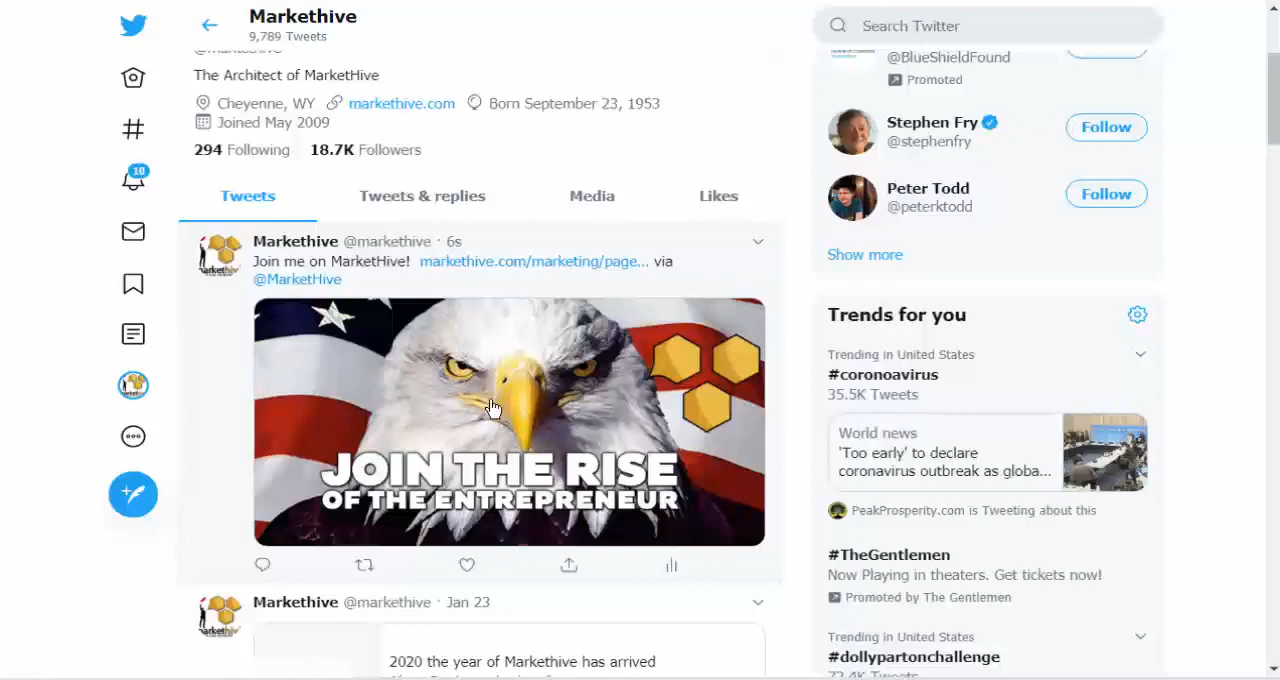 Markethive
9,789 Tweets
@markethive
The Architect of MarketHive
Cheyenne, WY markethive.com Born September 23, 1953
Joined May 2009
294 Following 18.7K Followers
Tweets Tweets & replies Media Likes
10
Markethive @markethive · 6s
Join me on MarketHive! markethive.com/marketing/page... via
@MarketHive
JOIN THE RISE
OF THE ENTREPRENEUR
Markethive @markethive · Jan 23
2020 the year of Markethive has arrived
Search Twitter
@BlueShieldFound
Promoted
Stephen Fry
@stephenfry
Follow
Peter Todd
@peterktodd
Follow
Show more
Trends for you
Trending in United States
#coronoavirus
35.5K Tweets
World news
'Too early' to declare
coronavirus outbreak as globa...
PeakProsperity.com is Tweeting about this
#TheGentlemen
Now Playing in theaters. Get tickets now!
Promoted by The Gentlemen
Trending in United States
#dollypartonchallenge
72.4K Tweets